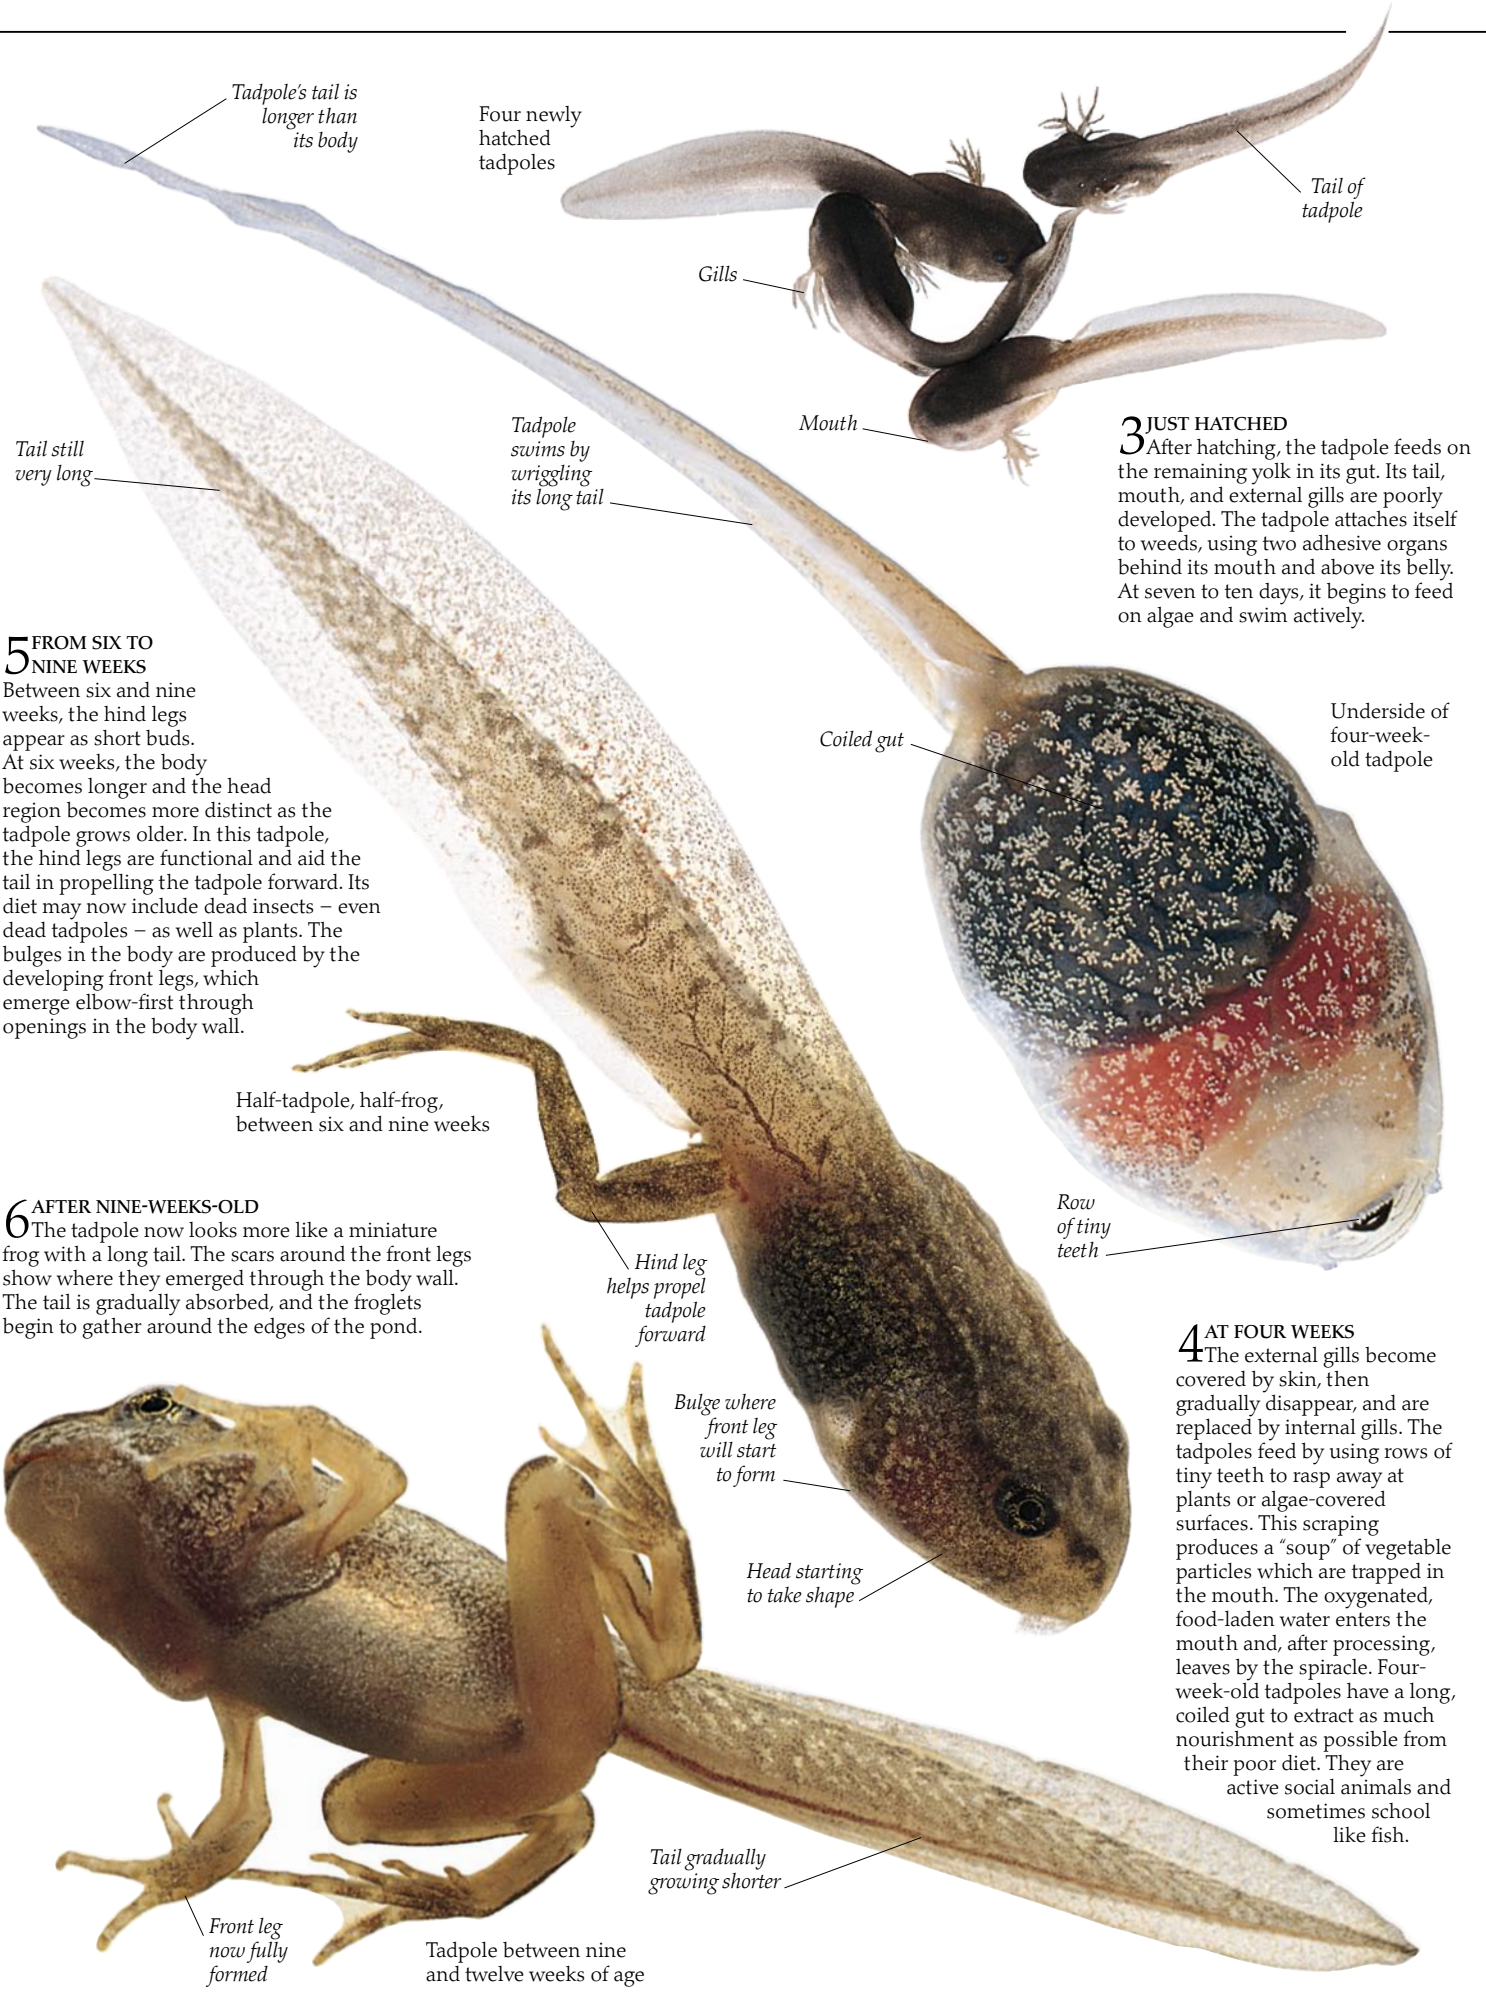 Tadpole's tail is
longer than
its body
Four newly
hatched
tadpoles
Tail of
tadpole
Gills
Mouth
Tadpole
swims by
wriggling
its long tail
Tail still
very long
3 JUST HATCHED
After hatching, the tadpole feeds on
the remaining yolk in its gut. Its tail,
mouth, and external gills are poorly
developed. The tadpole attaches itself
to weeds, using two adhesive organs
behind its mouth and above its belly.
At seven to ten days, it begins to feed
on algae and swim actively.
5 FROM SIX TO
NINE WEEKS
Between six and nine
weeks, the hind legs
appear as short buds.
At six weeks, the body
becomes longer and the head
region becomes more distinct as the
tadpole grows older. In this tadpole,
the hind legs are functional and aid the
tail in propelling the tadpole forward. Its
diet may now include dead insects – even
dead tadpoles – as well as plants. The
bulges in the body are produced by the
developing front legs, which
emerge elbow-first through
openings in the body wall.
Coiled gut
Underside of
four-week-
old tadpole
Half-tadpole, half-frog,
between six and nine weeks
Row
of tiny
teeth
6 AFTER NINE-WEEKS-OLD
The tadpole now looks more like a miniature
frog with a long tail. The scars around the front legs
show where they emerged through the body wall.
The tail is gradually absorbed, and the froglets
begin to gather around the edges of the pond.
Hind leg
helps propel
tadpole
forward
4 AT FOUR WEEKS
The external gills become
covered by skin, then
gradually disappear, and are
replaced by internal gills. The
tadpoles feed by using rows of
tiny teeth to rasp away at
plants or algae-covered
surfaces. This scraping
produces a “soup” of vegetable
particles which are trapped in
the mouth. The oxygenated,
food-laden water enters the
mouth and, after processing,
leaves by the spiracle. Four-
week-old tadpoles have a long,
coiled gut to extract as much
nourishment as possible from
their poor diet. They are
active social animals and
sometimes school
like fish.
Bulge where
front leg
will start
to form
Head starting
to take shape
Tail gradually
growing shorter
Front leg
now fully
formed
Tadpole between nine
and twelve weeks of age